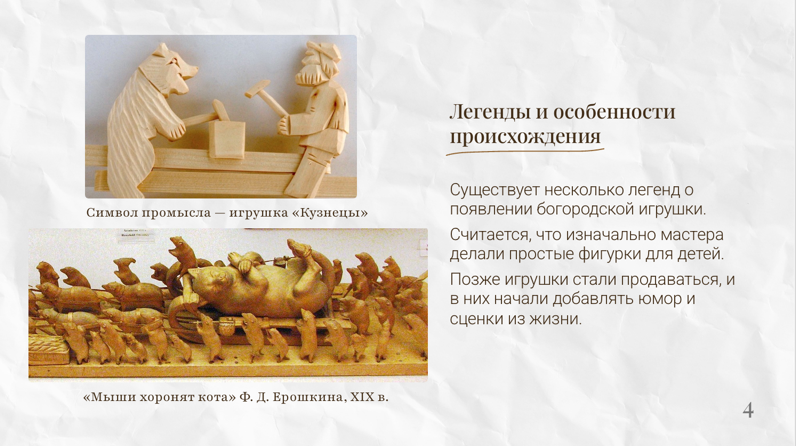 Легенды и особенности
происхождения
Существует несколько легенд о
появлении богородской игрушки.
Считается, что изначально мастера
делали простые фигурки для детей.
Позже игрушки стали продаваться, и
в них начали добавлять юмор и
сценки из жизни.
Символ промысла — игрушка «Кузнецы»
«Мыши хоронят кота» Ф. Д. Ерошкина, XIX в.
4